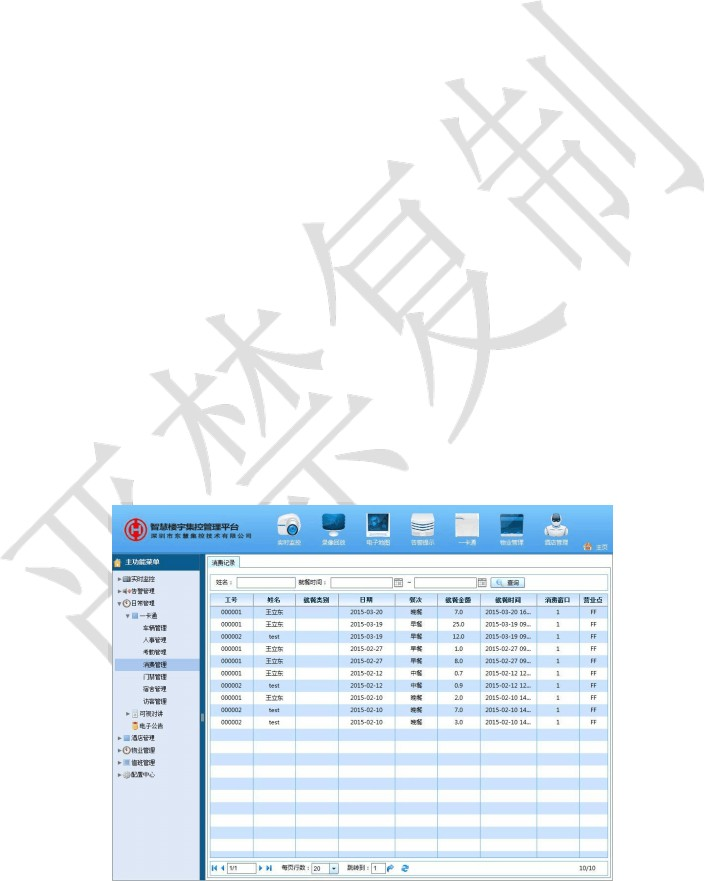 严禁复制
智慧楼宇集控管理平台
深圳市东慧集控技术有限公司
实时监控 录像回放 电子地图 告警提示 一卡通 物业管理 酒店管理 主页
主功能菜单
实时监控
告警管理
日常管理
一卡通
车辆管理
人事管理
考勤管理
消费管理
门禁管理
宿舍管理
访客管理
可视对讲
电子公告
酒店管理
物业管理
值班管理
配置中心
消费记录
姓名： 就餐时间： ~ 查询
工号 姓名 就餐类别 日期 餐次 就餐金额 就餐时间 消费窗口 营业点
000001 王立东 2015-03-20 晚餐 7.0 2015-03-20 16... 1 FF
000001 王立东 2015-03-19 早餐 25.0 2015-03-19 09... 1 FF
000002 test 2015-03-19 早餐 12.0 2015-03-19 09... 1 FF
000001 王立东 2015-02-27 早餐 1.0 2015-02-27 09... 1 FF
000001 王立东 2015-02-27 早餐 8.0 2015-02-27 09... 1 FF
000001 王立东 2015-02-12 中餐 0.7 2015-02-12 12... 1 FF
000002 test 2015-02-12 中餐 0.9 2015-02-12 12... 1 FF
000001 王立东 2015-02-10 晚餐 2.0 2015-02-10 14... 1 FF
000002 test 2015-02-10 晚餐 7.0 2015-02-10 14... 1 FF
000002 test 2015-02-10 晚餐 3.0 2015-02-10 14... 1 FF
1/1 每页行数： 20 跳转到： 1 10/10